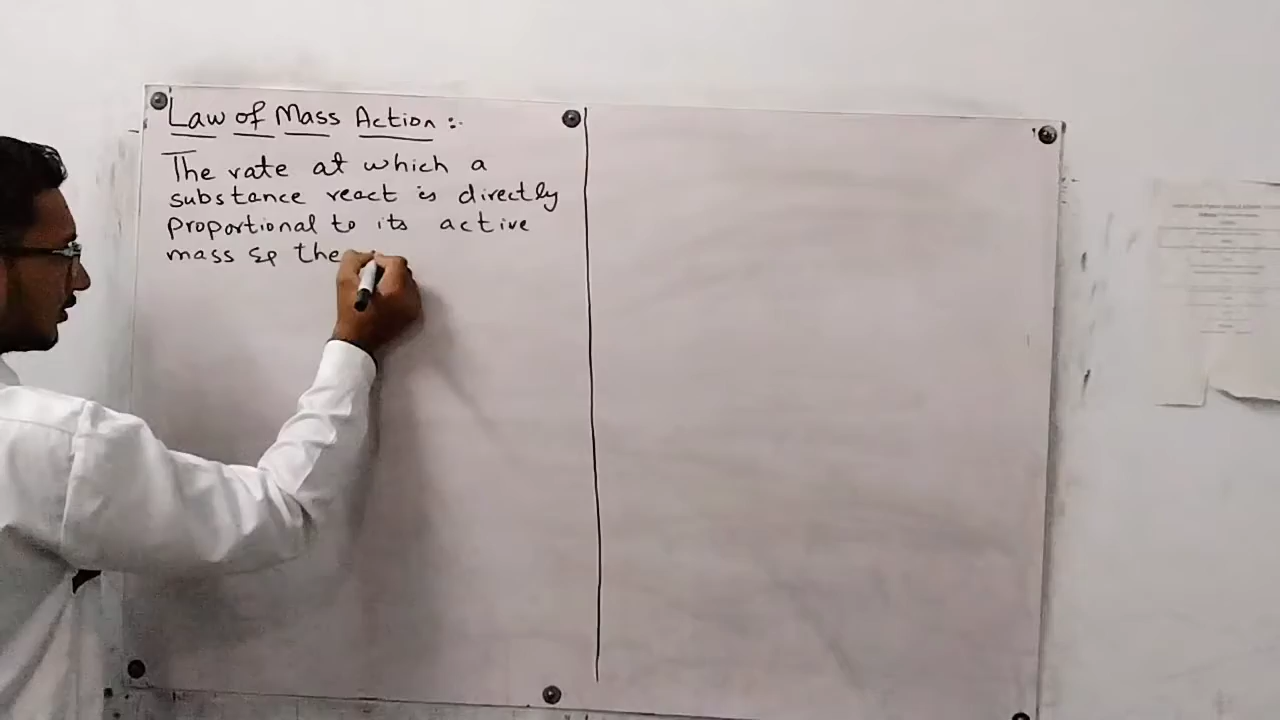 Law of Mass Action :-
The rate at which a
substance react is directly
proportional to its active
mass & the